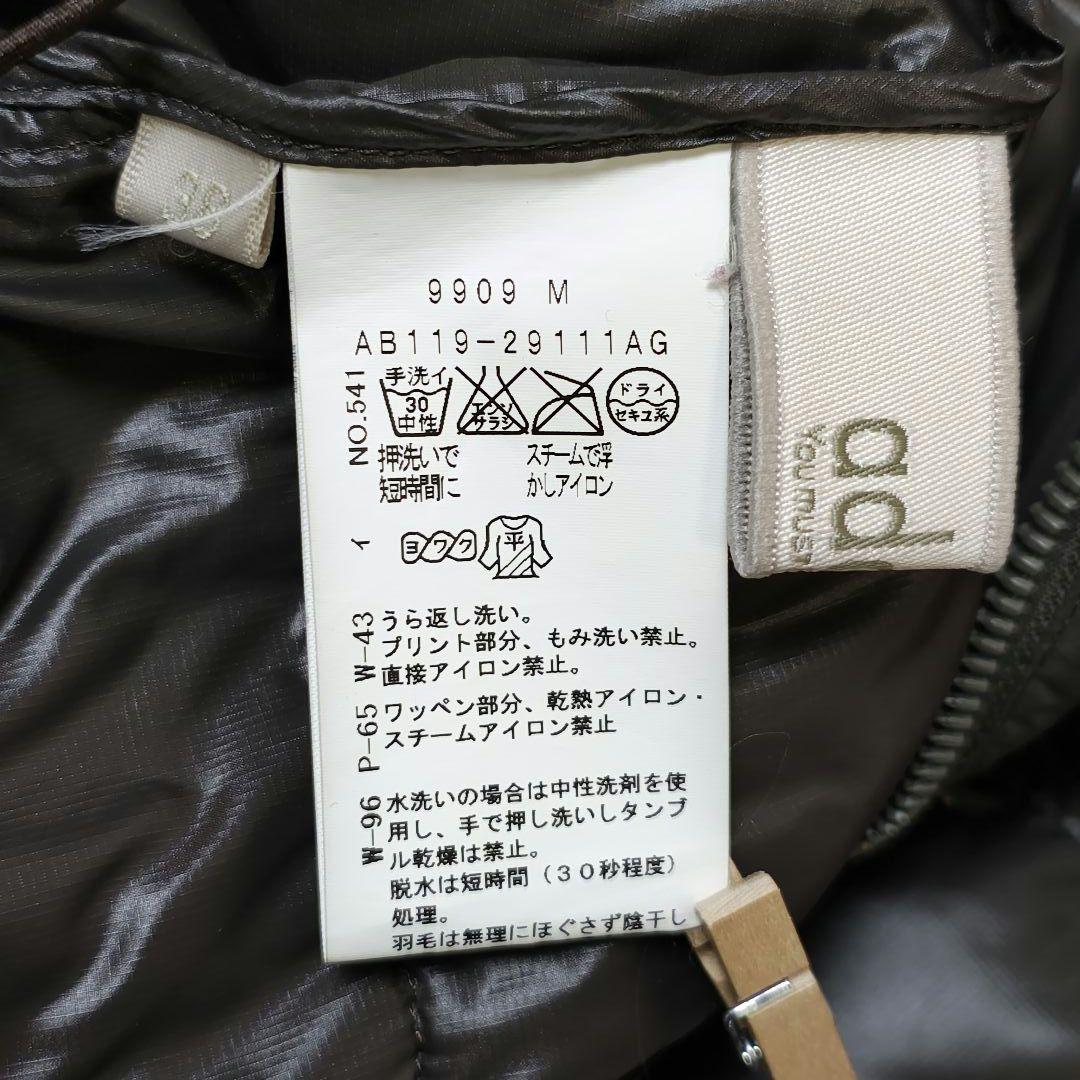 38
9909 M
AB119-29111AG
NO.541
手洗イ
30
中性
エンソ
サラシ
ドライ
セキユ系
押洗いで
短時間に
スチームで浮
かしアイロン
イ
ヨワク
平
W-43
うら返し洗い。
プリント部分、もみ洗い禁止。
直接アイロン禁止。
P-65
ワッペン部分、乾熱アイロン・
スチームアイロン禁止
W-96
水洗いの場合は中性洗剤を使
用し、手で押し洗いしタンブ
ル乾燥は禁止。
脱水は短時間（30秒程度）
処理。
羽毛は無理にほぐさず陰干し
ad
YOUMUST